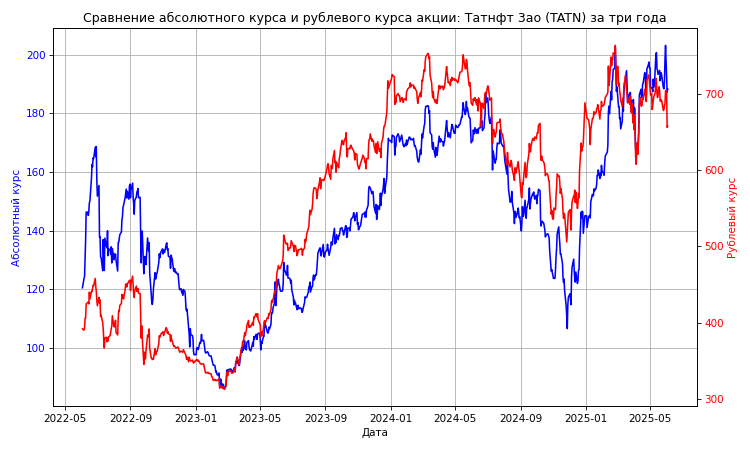 Сравнение абсолютного курса и рублевого курса акции: Татнфт 3ао (TATN) за три года
Абсолютный курс
200
180
160
140
120
100
700
600
500
400
300
Рублевый курс
2022-05 2022-09 2023-01 2023-05 2023-09 2024-01 2024-05 2024-09 2025-01 2025-05
Дата